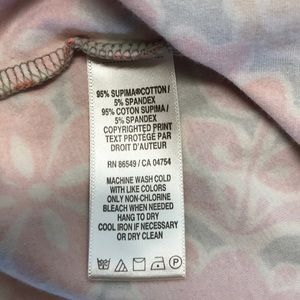 95% SUPIMA®COTTON /
5% SPANDEX
95% COTON SUPIMA /
5% SPANDEX
COPYRIGHTED PRINT
TEXT PROTÉGÉ PAR
DROIT D'AUTEUR
RN 86549 / CA 04754
MACHINE WASH COLD
WITH LIKE COLORS
ONLY NON-CHLORINE
BLEACH WHEN NEEDED
HANG TO DRY
COOL IRON IF NECESSARY
OR DRY CLEAN